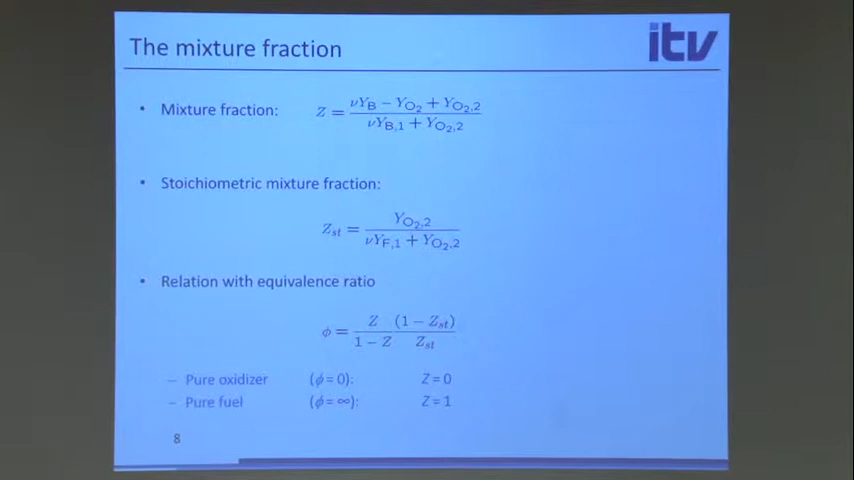 The mixture fraction
itv
• Mixture fraction: Z = (νY_B − Y_O₂ + Y_O₂,₂) / (νY_B,1 + Y_O₂,₂)
• Stoichiometric mixture fraction:
Z_st = Y_O₂,₂ / (νY_F,1 + Y_O₂,₂)
• Relation with equivalence ratio
ϕ = Z / (1 − Z) (1 − Z_st) / Z_st
– Pure oxidizer (ϕ = 0): Z = 0
– Pure fuel (ϕ = ∞): Z = 1
8